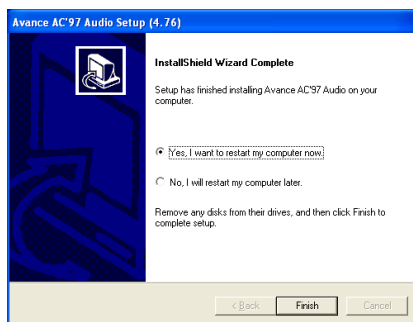 Avance AC'97 Audio Setup (4.76)
InstallShield Wizard Complete
Setup has finished installing Avance AC'97 Audio on your
computer.
Yes, I want to restart my computer now.
No, I will restart my computer later.
Remove any disks from their drives, and then click Finish to
complete setup.
< Back Finish Cancel